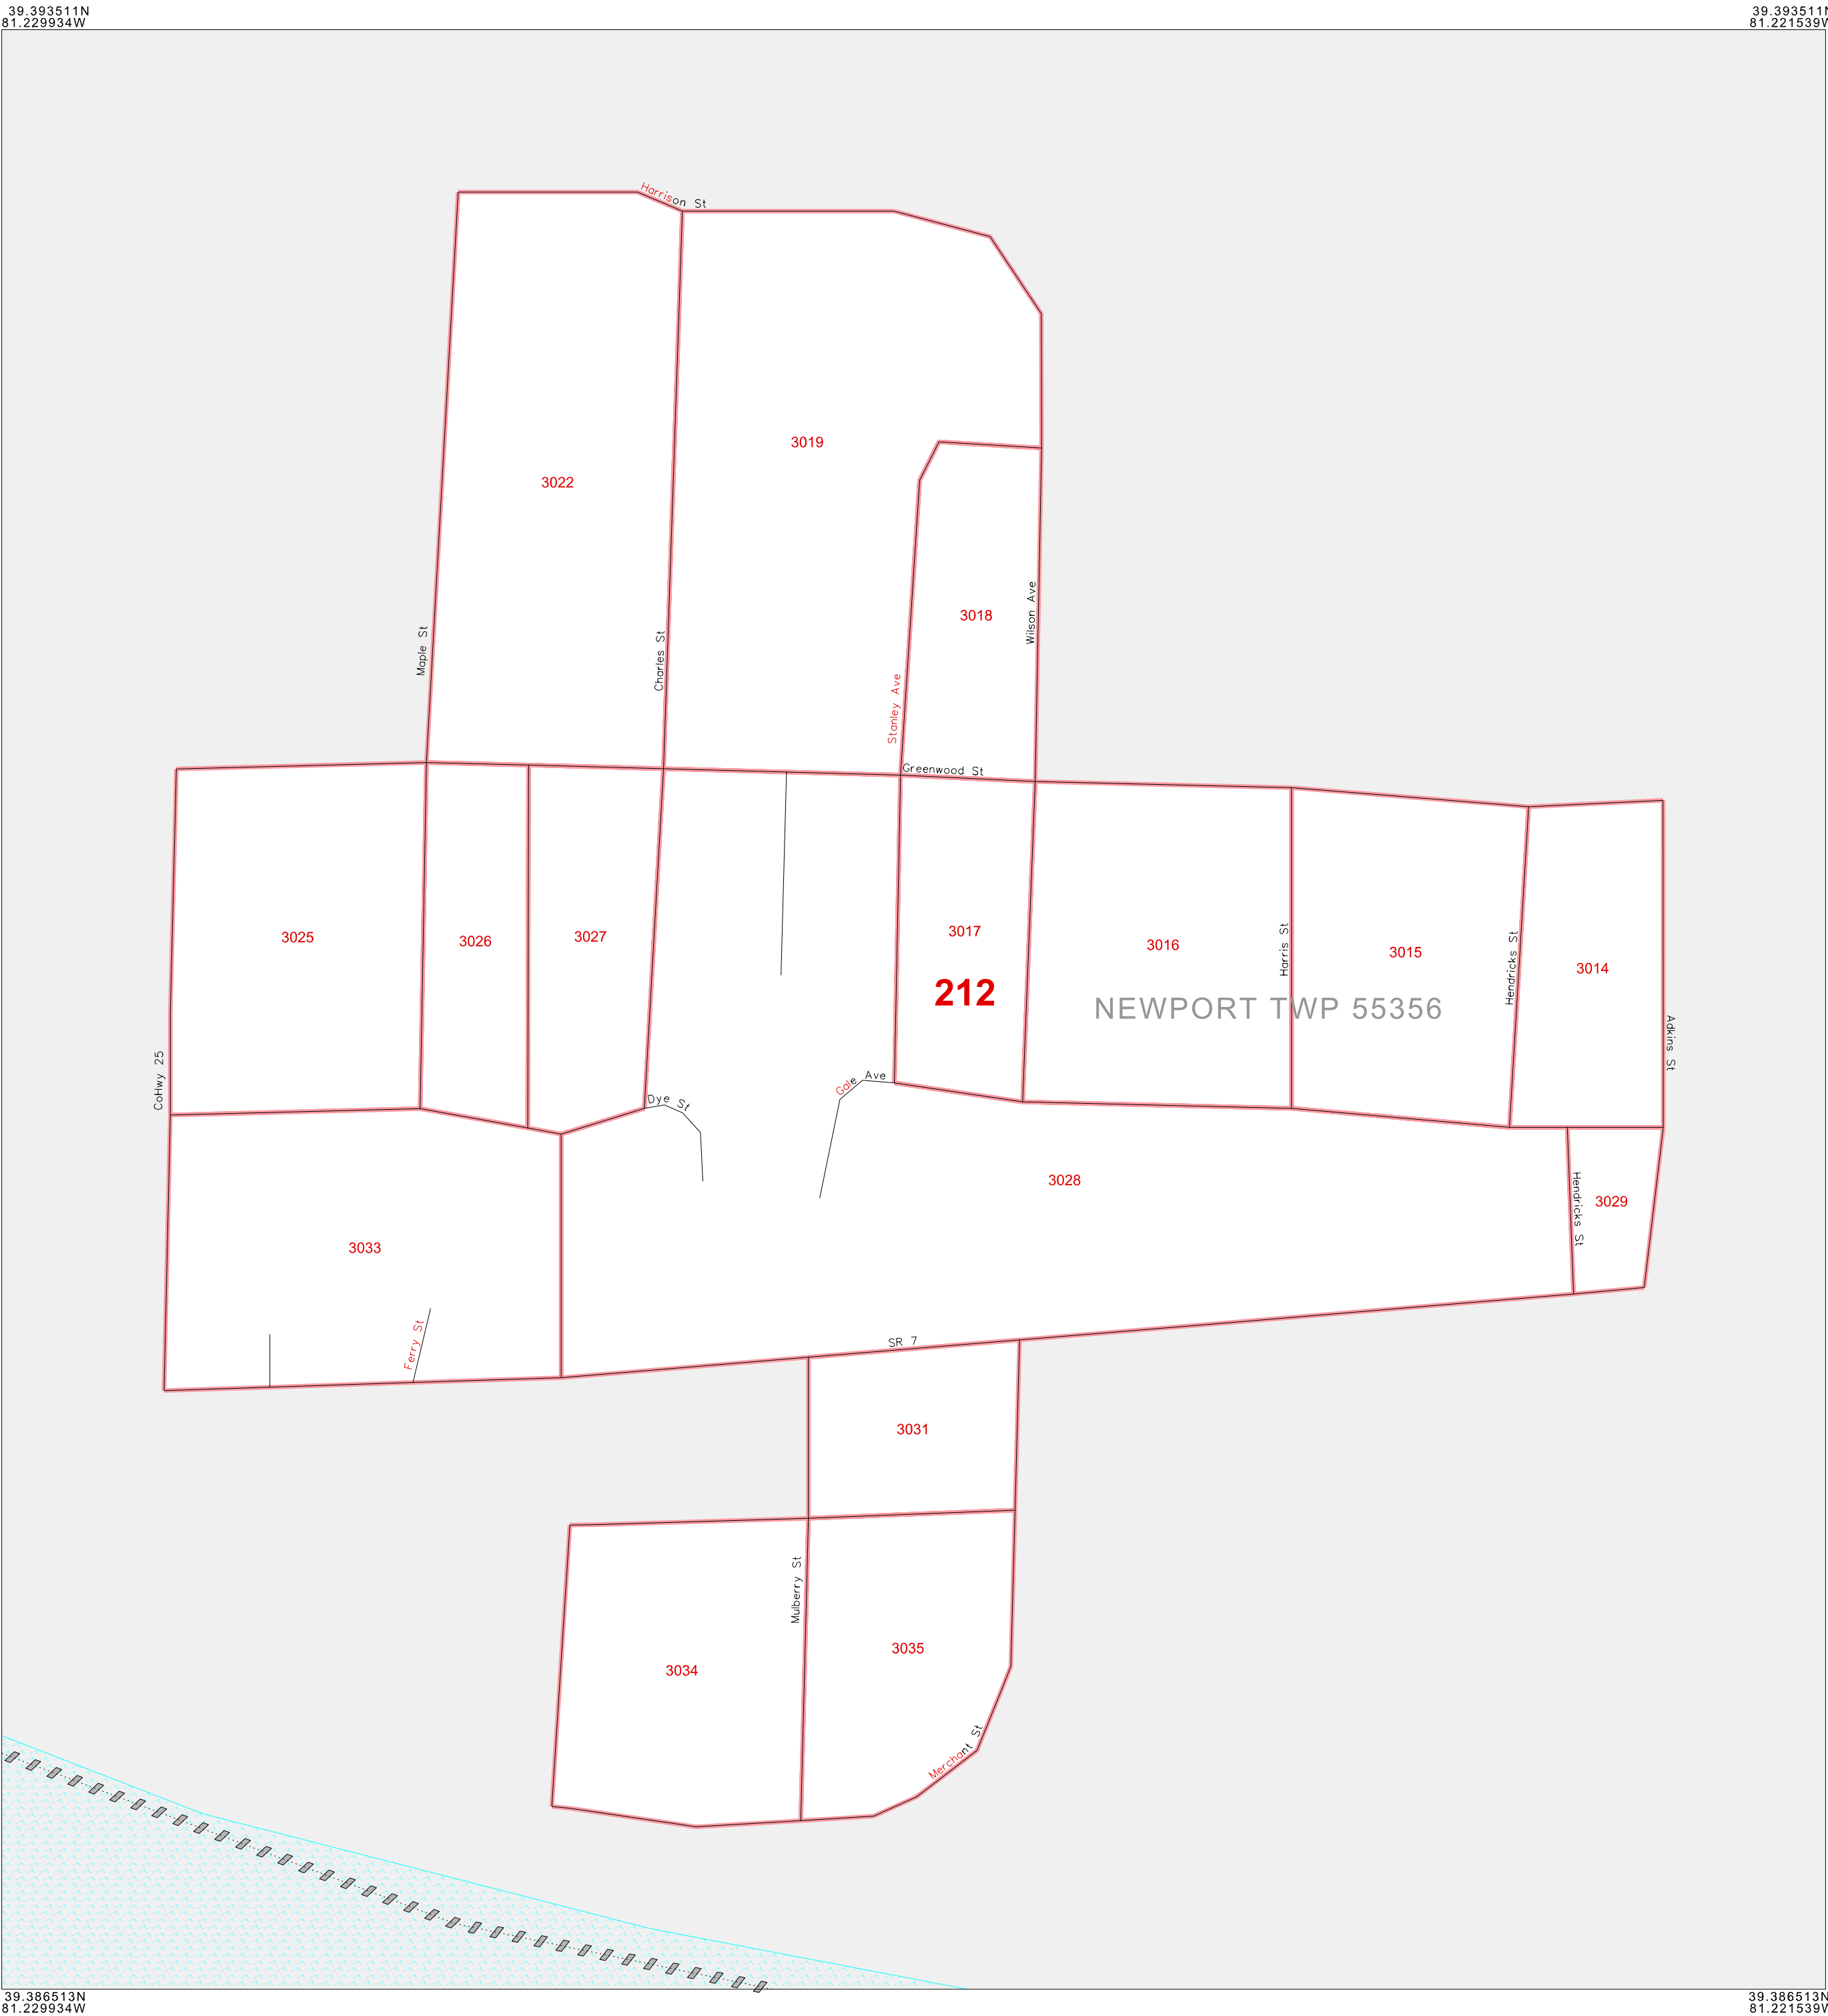 39.393511N
81.229934W
39.393511N
81.221539W
Harrison St
3019
3022
3018
Wilson Ave
Maple St
Charles St
Stanley Ave
Greenwood St
3017
3025
3026
3027
3016
Harris St
3015
Hendricks St
3014
212
NEWPORT TWP 55356
Adkins St
CoHwy 25
Gale Ave
Dye St
3028
3029
Hendricks St
3033
Ferry St
SR 7
3031
Mulberry St
3035
3034
Merchant St
39.386513N
81.229934W
39.386513N
81.221539W